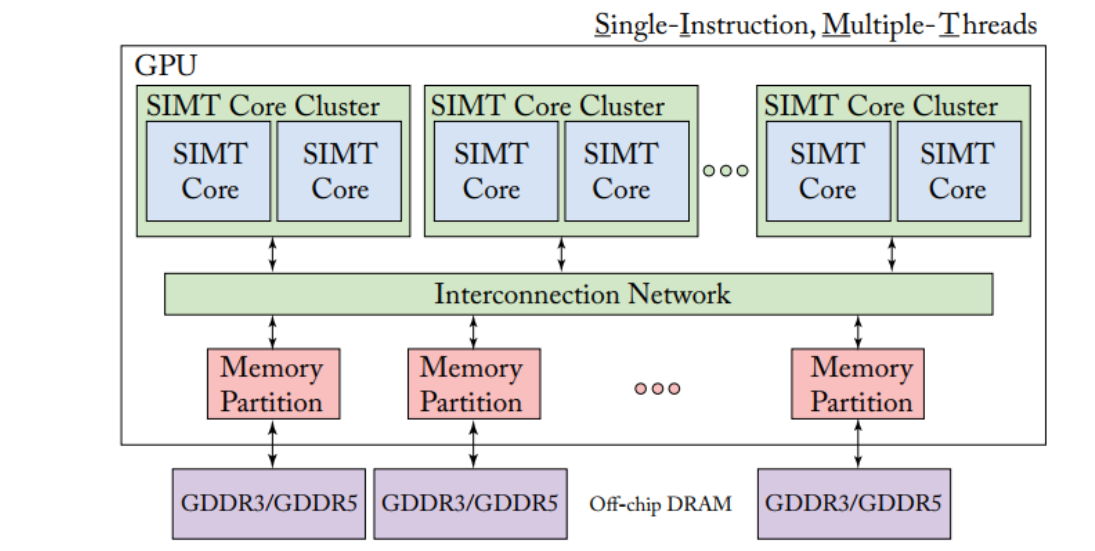 Single-Instruction, Multiple-Threads
GPU
SIMT Core Cluster
SIMT
Core
SIMT
Core
SIMT Core Cluster
SIMT
Core
SIMT
Core
SIMT Core Cluster
SIMT
Core
SIMT
Core
Interconnection Network
Memory
Partition
Memory
Partition
Memory
Partition
GDDR3/GDDR5
GDDR3/GDDR5
Off-chip DRAM
GDDR3/GDDR5